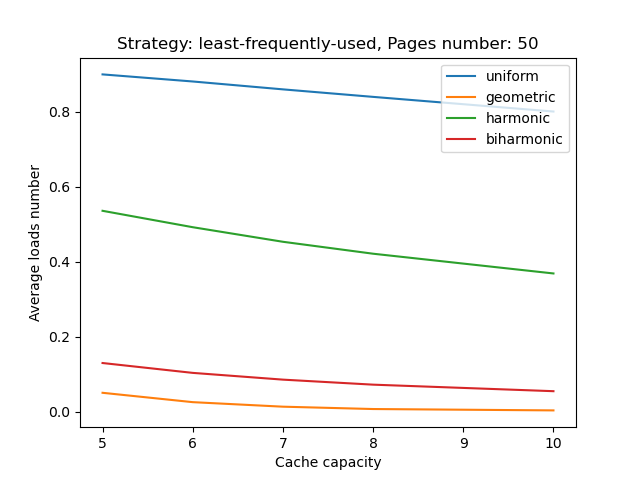 Strategy: least-frequently-used, Pages number: 50
uniform
geometric
harmonic
biharmonic
Average loads number
0.8
0.6
0.4
0.2
0.0
5 6 7 8 9 10
Cache capacity